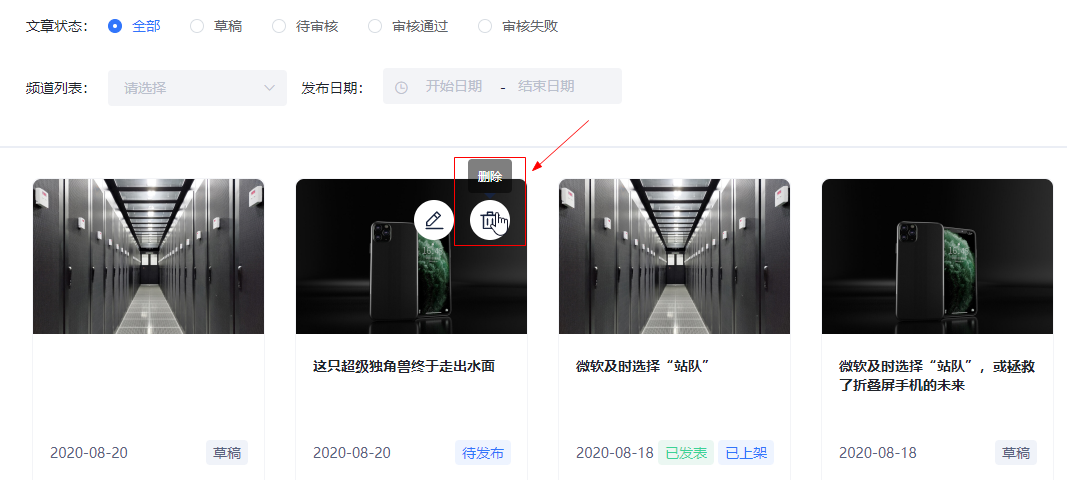 文章状态： 全部 草稿 待审核 审核通过 审核失败
频道列表： 请选择 发布日期： 开始日期 - 结束日期
删除
这只超级独角兽终于走出水面
微软及时选择“站队”
微软及时选择“站队”，或拯救
了折叠屏手机的未来
2020-08-20 草稿
2020-08-20 待发布
2020-08-18 已发表 已上架
2020-08-18 草稿